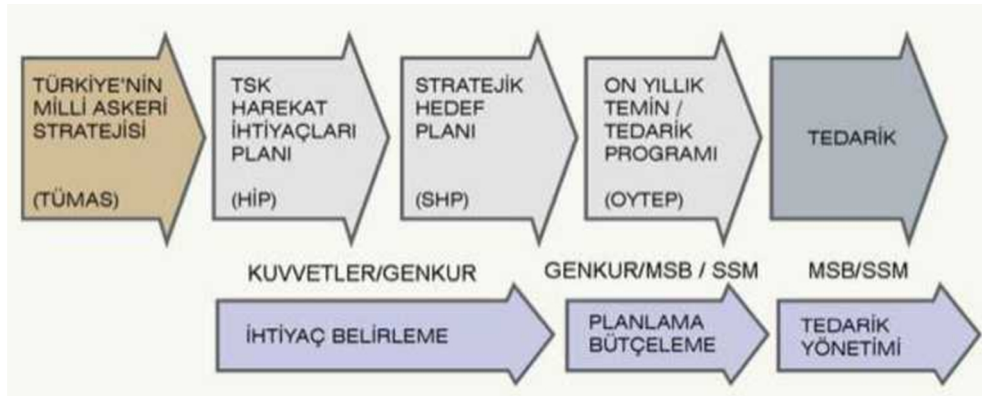 TÜRKİYE'NİN
MİLLİ ASKERİ
STRATEJİSİ
(TÜMAS)
TSK
HAREKAT
İHTİYAÇLARI
PLANI
(HİP)
STRATEJİK
HEDEF
PLANI
(SHP)
ON YILLIK
TEMİN /
TEDARİK
PROGRAMI
(OYTEP)
TEDARİK
KUVVETLER/GENKUR
GENKUR/MSB / SSM
MSB/SSM
İHTİYAÇ BELİRLEME
PLANLAMA
BÜTÇELEME
TEDARİK
YÖNETİMİ